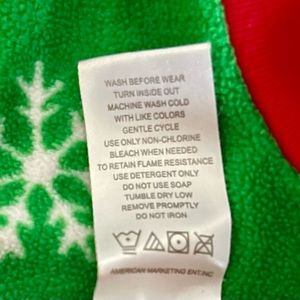 WASH BEFORE WEAR
TURN INSIDE OUT
MACHINE WASH COLD
WITH LIKE COLORS
GENTLE CYCLE
USE ONLY NON-CHLORINE
BLEACH WHEN NEEDED
TO RETAIN FLAME RESISTANCE
USE DETERGENT ONLY
DO NOT USE SOAP
TUMBLE DRY LOW
REMOVE PROMPTLY
DO NOT IRON
AMERICAN MARKETING ENT.INC